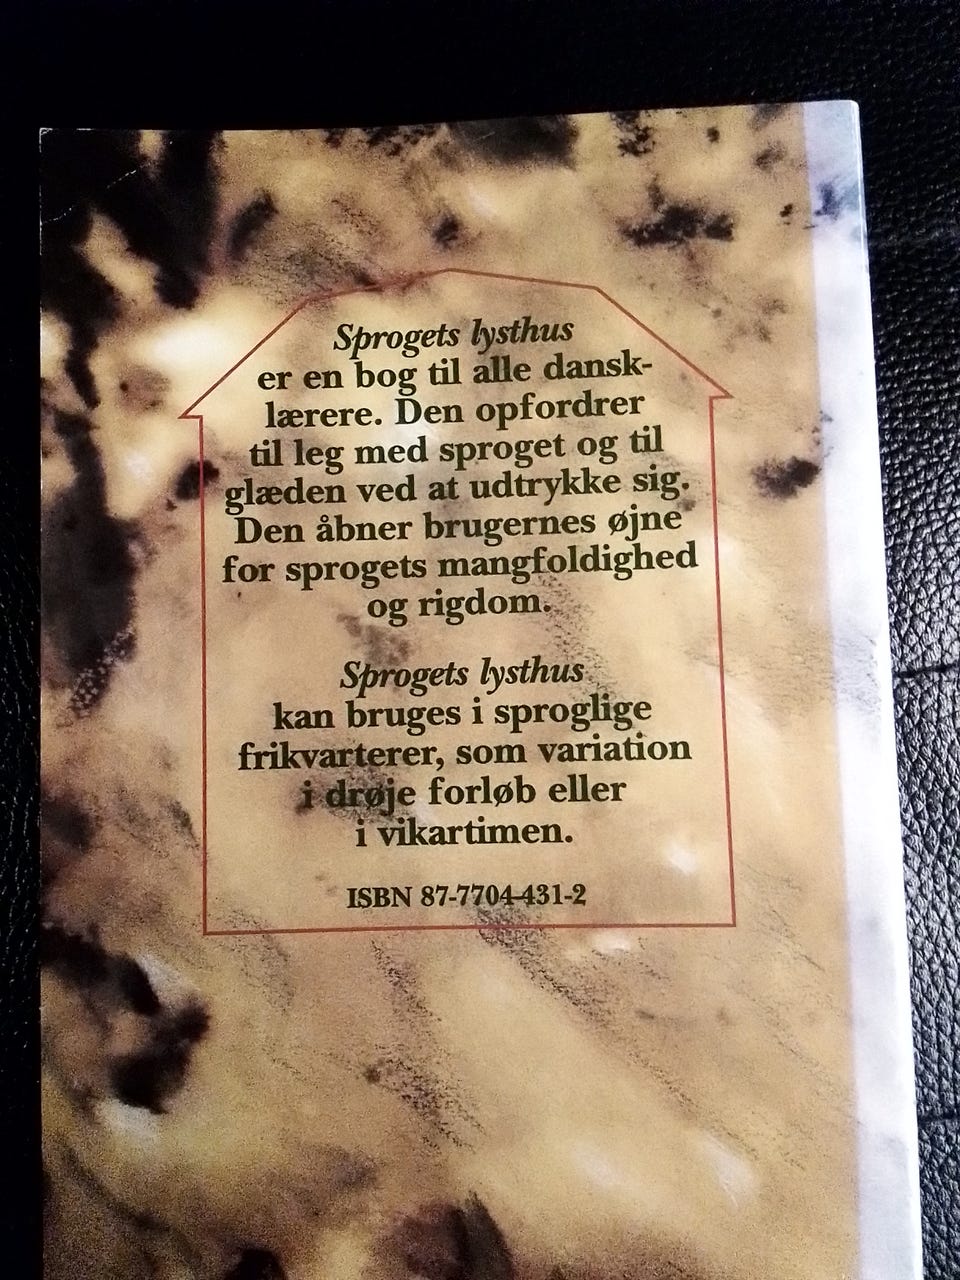 Sprogets lysthus
er en bog til alle dansk-
lærere. Den opfordrer
til leg med sproget og til
glæden ved at udtrykke sig.
Den åbner brugernes øjne
for sprogets mangfoldighed
og rigdom.
Sprogets lysthus
kan bruges i sproglige
frikvarterer, som variation
i drøje forløb eller
i vikartimen.
ISBN 87-7704-431-2